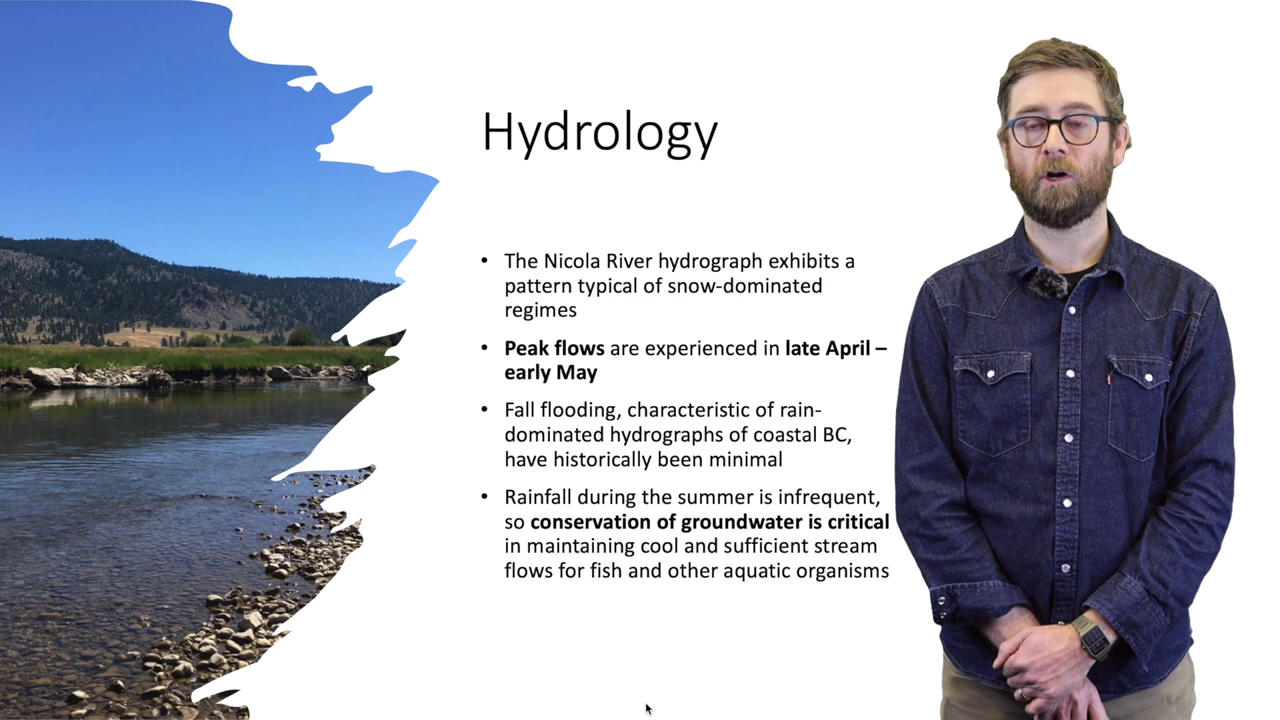 Hydrology
• The Nicola River hydrograph exhibits a
pattern typical of snow-dominated
regimes
• Peak flows are experienced in late April –
early May
• Fall flooding, characteristic of rain-
dominated hydrographs of coastal BC,
have historically been minimal
• Rainfall during the summer is infrequent,
so conservation of groundwater is critical
in maintaining cool and sufficient stream
flows for fish and other aquatic organisms